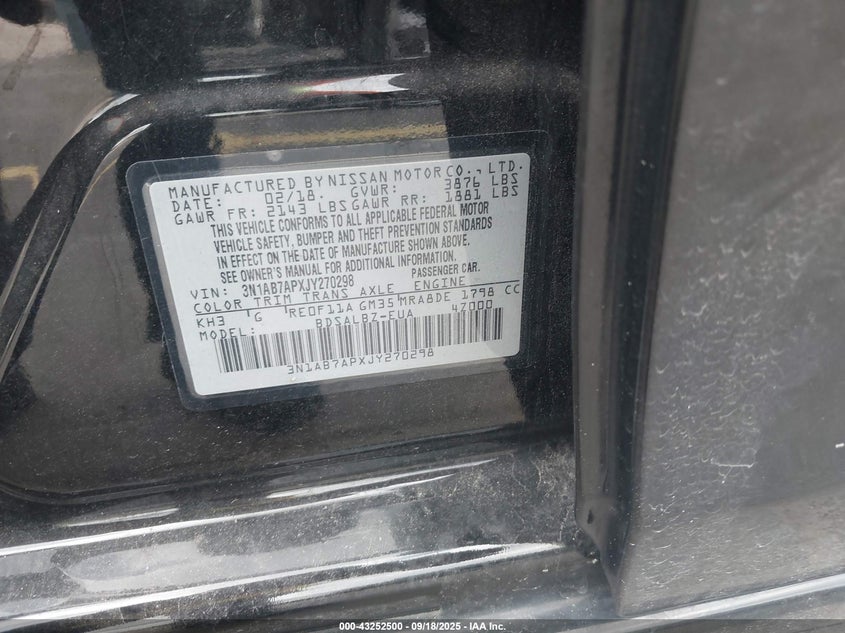 MANUFACTURED BY NISSAN MOTOR CO., LTD.
DATE: 02/18. GVWR: 3876 LBS
GAWR FR: 2143 LBS GAWR RR: 1881 LBS
THIS VEHICLE CONFORMS TO ALL APPLICABLE FEDERAL MOTOR
VEHICLE SAFETY, BUMPER AND THEFT PREVENTION STANDARDS
IN EFFECT ON THE DATE OF MANUFACTURE SHOWN ABOVE.
SEE OWNER'S MANUAL FOR ADDITIONAL INFORMATION
VIN: 3N1AB7APXJY270298 PASSENGER CAR.
COLOR TRIM TRANS AXLE ENGINE
KH3 G RE0F11A GM35 MRA8DE 1798 CC
MODEL: BDSALBZ-EUA 4Z000
3N1AB7APXJY270298
000-43252500 - 09/18/2025 - IAA Inc.